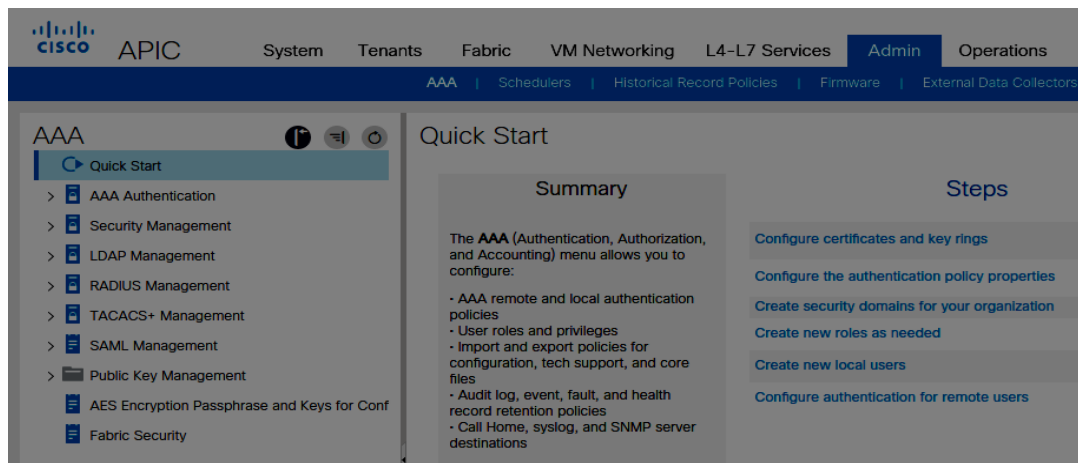 CISCO APIC System Tenants Fabric VM Networking L4-L7 Services Admin Operations
AAA | Schedulers | Historical Record Policies | Firmware | External Data Collectors
AAA
Quick Start
AAA Authentication
Security Management
LDAP Management
RADIUS Management
TACACS+ Management
SAML Management
Public Key Management
AES Encryption Passphrase and Keys for Conf
Fabric Security
Quick Start
Summary
The AAA (Authentication, Authorization,
and Accounting) menu allows you to
configure:
• AAA remote and local authentication
policies
• User roles and privileges
• Import and export policies for
configuration, tech support, and core
files
• Audit log, event, fault, and health
record retention policies
• Call Home, syslog, and SNMP server
destinations
Steps
Configure certificates and key rings
Configure the authentication policy properties
Create security domains for your organization
Create new roles as needed
Create new local users
Configure authentication for remote users